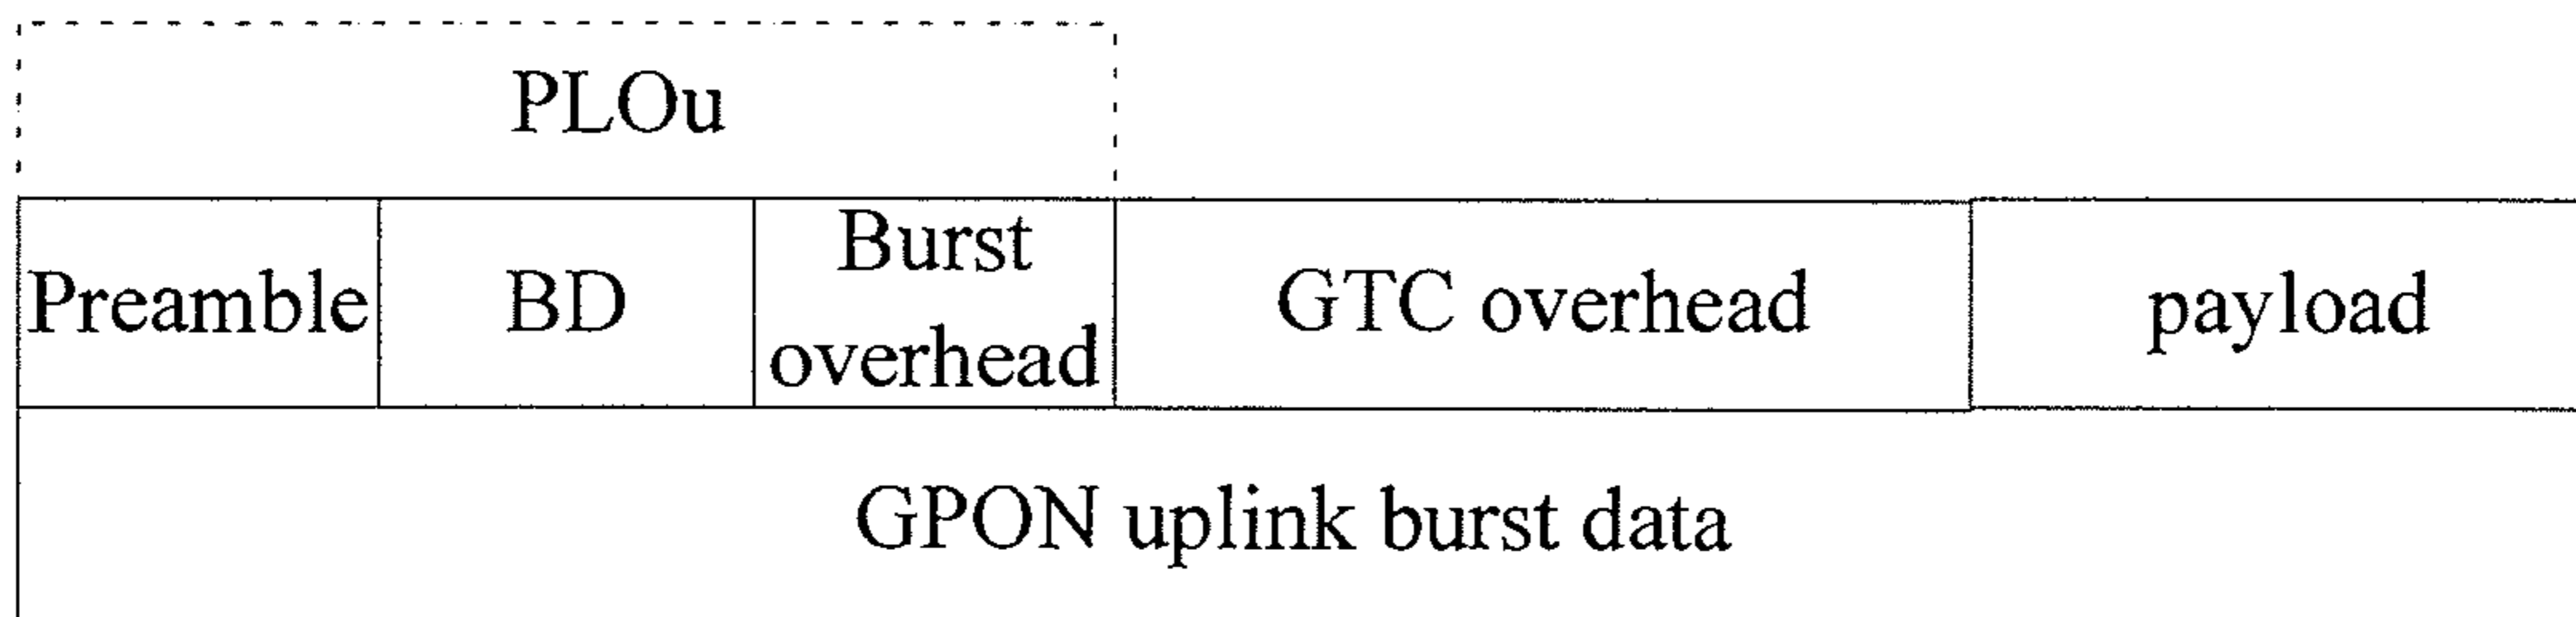 PLOu
Preamble
BD
Burst
overhead
GTC overhead
payload
GPON uplink burst data